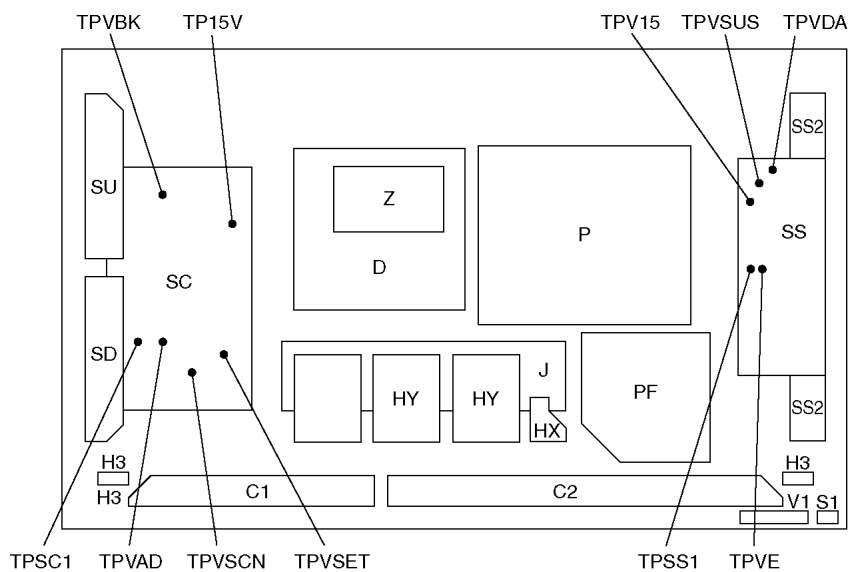 TPVBK TP15V TPV15 TPVSUS TPVDA
SS2
SU
Z
P
SS
D
SC
SD
J
HY HY
PF
SS2
HX
H3 H3
H3
C1 C2
V1 S1
TPSC1 TPVAD TPVSCN TPVSET TPSS1 TPVE